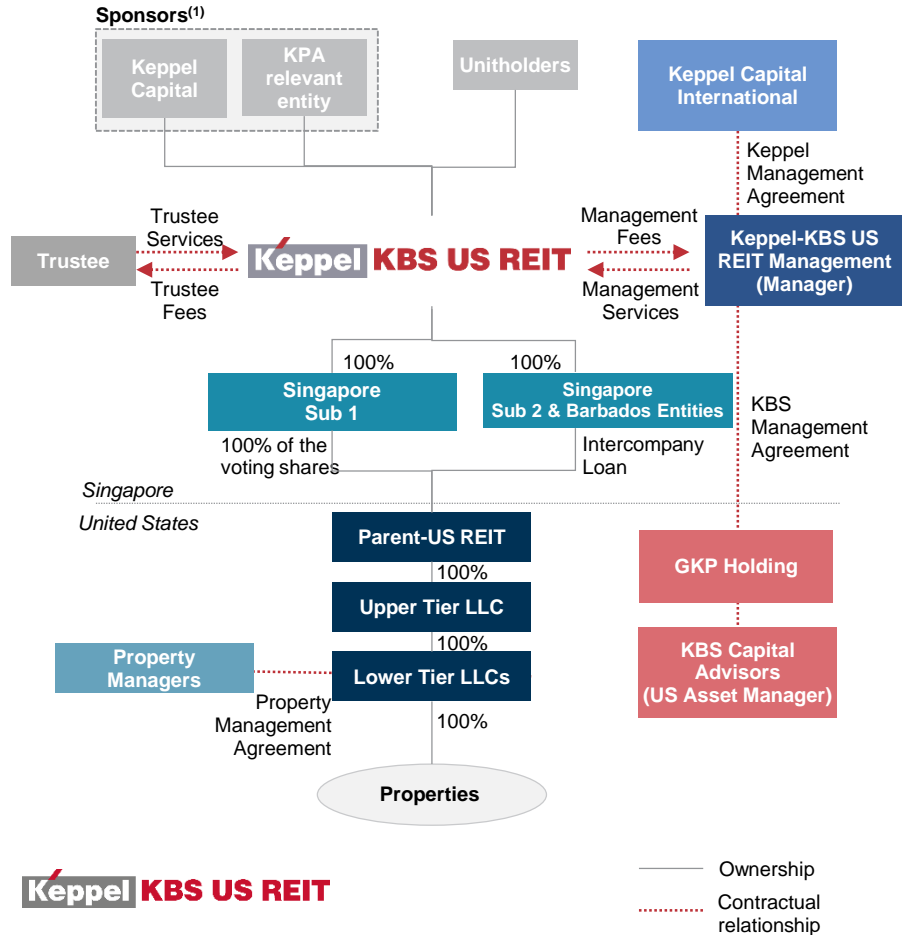 Sponsors(1)
Keppel
Capital
KPA
relevant
entity
Unitholders
Keppel Capital
International
Keppel
Management
Agreement
Trustee
Services
Management
Fees
Trustee
Keppel KBS US REIT
Keppel-KBS US
REIT Management
(Manager)
Trustee
Fees
Management
Services
100%
100%
Singapore
Sub 1
Singapore
Sub 2 & Barbados Entities
KBS
Management
Agreement
100% of the
voting shares
Intercompany
Loan
Singapore
United States
Parent-US REIT
GKP Holding
100%
Upper Tier LLC
100%
Property
Managers
Lower Tier LLCs
KBS Capital
Advisors
(US Asset Manager)
Property
Management
Agreement
100%
Properties
Keppel KBS US REIT
Ownership
Contractual
relationship